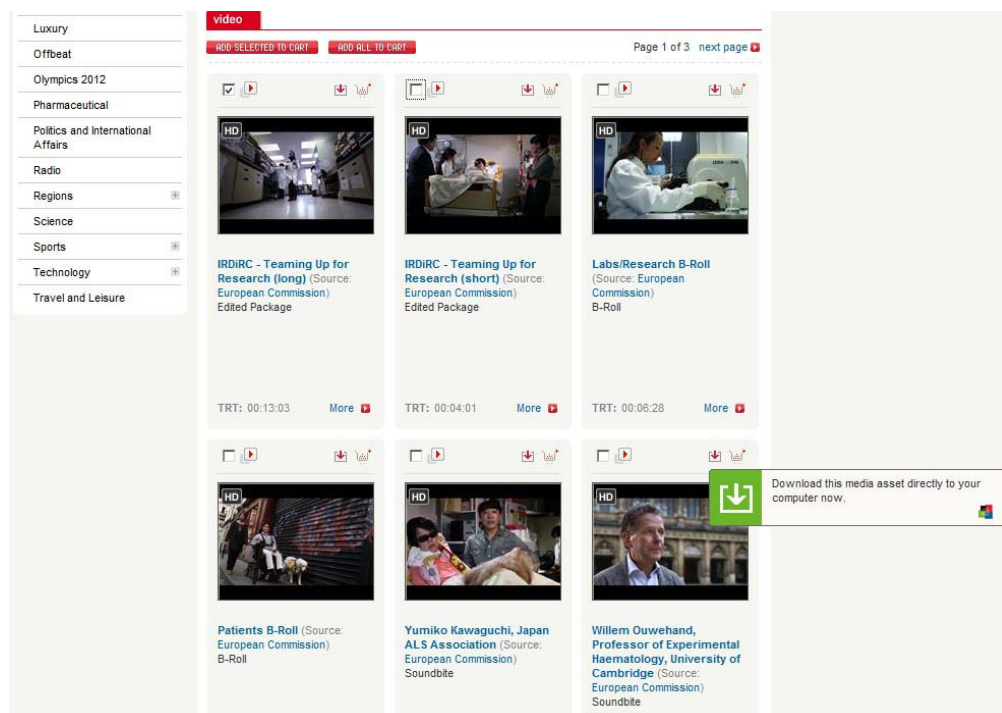 Luxury
Offbeat
Olympics 2012
Pharmaceutical
Politics and International
Affairs
Radio
Regions
Science
Sports
Technology
Travel and Leisure
video
ADD SELECTED TO CART ADD ALL TO CART
Page 1 of 3 next page
HD
IRDiRC - Teaming Up for
Research (long) (Source:
European Commission)
Edited Package
TRT: 00:13:03 More
HD
IRDiRC - Teaming Up for
Research (short) (Source:
European Commission)
Edited Package
TRT: 00:04:01 More
HD
Labs/Research B-Roll
(Source: European
Commission)
B-Roll
TRT: 00:06:28 More
HD
Patients B-Roll (Source:
European Commission)
B-Roll
HD
Yumiko Kawaguchi, Japan
ALS Association (Source:
European Commission)
Soundbite
HD
Willem Ouwehand,
Professor of Experimental
Haematology, University of
Cambridge (Source:
European Commission)
Soundbite
Download this media asset directly to your
computer now.